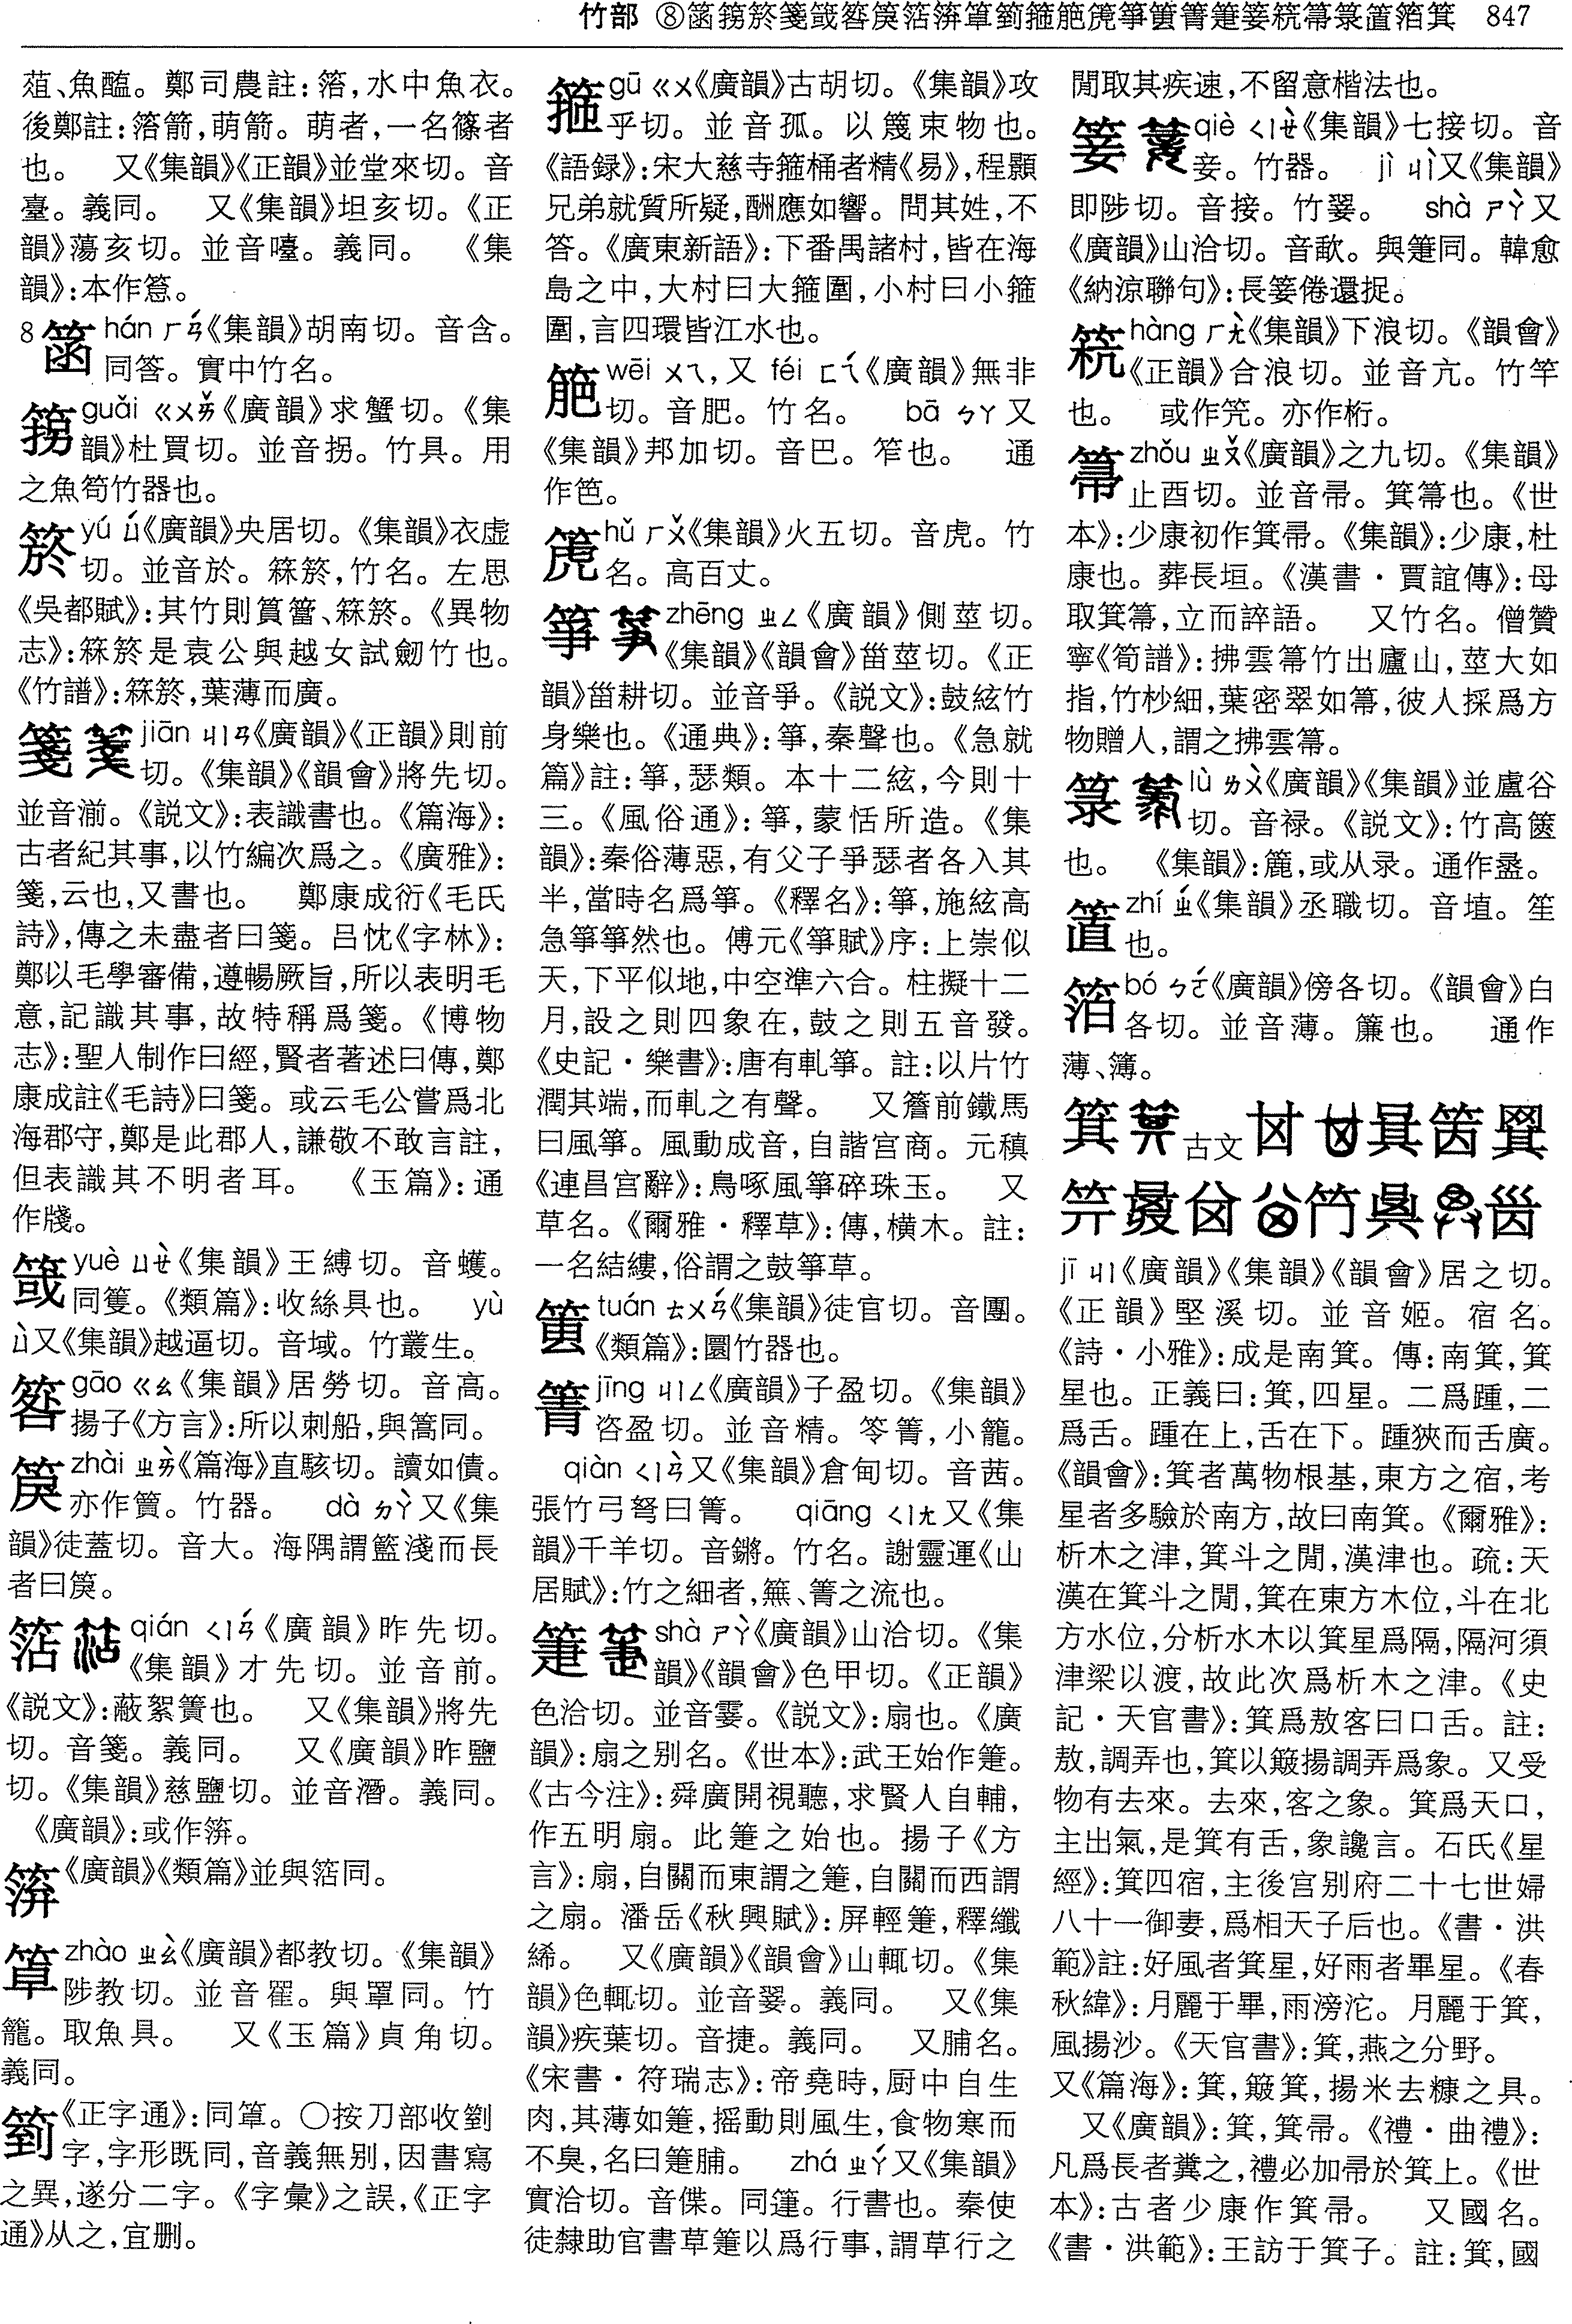 竹部 ⑧䈄𥮉箊箋䇖䇢䈆䇺箳箄箌箍䈈箎箏䉀箐箑䈉䇶箒箓䈐箔箕 847
葅、魚醢。鄭司農註:箈,水中魚衣。
後鄭註:箈箭,萌箭。萌者,一名篠者
也。 又《集韻》《正韻》並堂來切。音
臺。義同。 又《集韻》坦亥切。《正
韻》蕩亥切。並音嚔。義同。 《集
韻》:本作䈚。
8 hán ㄏㄢˊ《集韻》胡南切。音含。
同答。實中竹名。
guǎi ㄍㄨㄞˇ《廣韻》求蟹切。《集
韻》杜買切。並音拐。竹具。用
之魚笱竹器也。
箊 yú ㄩˊ《廣韻》央居切。《集韻》衣虛
切。並音於。箖箊,竹名。左思
《吳都賦》:其竹則篔簹、箖箊。《異物
志》:箖箊是袁公與越女試劒竹也。
《竹譜》:箖箊,葉薄而廣。
箋 jiān ㄐㄧㄢ《廣韻》《正韻》則前
切。《集韻》《韻會》將先切。
並音湔。《説文》:表識書也。《篇海》:
古者紀其事,以竹編次爲之。《廣雅》:
箋,云也,又書也。 鄭康成衍《毛氏
詩》,傳之未盡者曰箋。吕忱《字林》:
鄭以毛學審備,遵暢厥旨,所以表明毛
意,記識其事,故特稱爲箋。《博物
志》:聖人制作曰經,賢者著述曰傳,鄭
康成註《毛詩》曰箋。或云毛公嘗爲北
海郡守,鄭是此郡人,謙敬不敢言註,
但表識其不明者耳。 《玉篇》:通
作牋。
yuè ㄩㄝˋ《集韻》王縛切。音蠖。
同籆。《類篇》:收絲具也。 yù
ㄩˋ又《集韻》越逼切。音域。竹叢生。
gāo ㄍㄠ《集韻》居勞切。音高。
揚子《方言》:所以刺船,與篙同。
zhài ㄓㄞˋ《篇海》直駭切。讀如債。
亦作簤。竹器。 dà ㄉㄚˋ又《集
韻》徒蓋切。音大。海隅謂籃淺而長
者曰筽。
箈 qián ㄑㄧㄢˊ《廣韻》昨先切。
《集韻》才先切。並音前。
《説文》:蔽絮簀也。 又《集韻》將先
切。音箋。義同。 又《廣韻》昨鹽
切。《集韻》慈鹽切。並音潛。義同。
《廣韻》:或作𥱼。
《廣韻》《類篇》並與䇺同。
zhào ㄓㄠˋ《廣韻》都教切。《集韻》
陟教切。並音罩。與罩同。竹
籠。取魚具。 又《玉篇》貞角切。
義同。
箌《正字通》:同䈃。〇按刀部收劉
字,字形既同,音義無别,因書寫
之異,遂分二字。《字彙》之誤,《正字
通》从之,宜删。
箍 gū ㄍㄨ《廣韻》古胡切。《集韻》攻
乎切。並音孤。以篾束物也。
《語録》:宋大慈寺箍桶者精《易》,程顥
兄弟就質所疑,酬應如響。問其姓,不
答。《廣東新語》:下番禺諸村,皆在海
島之中,大村曰大箍圍,小村曰小箍
圍,言四環皆江水也。
wēi ㄨㄟ,又 féi ㄈㄟˊ《廣韻》無非
切。音肥。竹名。 bā ㄅㄚ又
《集韻》邦加切。音巴。笮也。 通
作笆。
箎 hǔ ㄏㄨˇ《集韻》火五切。音虎。竹
名。高百丈。
箏 zhēng ㄓㄥ《廣韻》側莖切。
《集韻》《韻會》甾莖切。《正
韻》甾耕切。並音爭。《説文》:鼓絃竹
身樂也。《通典》:箏,秦聲也。《急就
篇》註:箏,瑟類。本十二絃,今則十
三。《風俗通》:箏,蒙恬所造。《集
韻》:秦俗薄惡,有父子爭瑟者各入其
半,當時名爲箏。《釋名》:箏,施絃高
急箏箏然也。傅元《箏賦》序:上崇似
天,下平似地,中空準六合。柱擬十二
月,設之則四象在,鼓之則五音發。
《史記・樂書》:唐有軋箏。註:以片竹
潤其端,而軋之有聲。 又簷前鐵馬
曰風箏。風動成音,自諧宫商。元稹
《連昌宫辭》:鳥啄風箏碎珠玉。 又
草名。《爾雅・釋草》:傳,横木。註:
一名結縷,俗謂之鼓箏草。
tuán ㄊㄨㄢˊ《集韻》徒官切。音團。
《類篇》:圜竹器也。
箐 jīng ㄐㄧㄥ《廣韻》子盈切。《集韻》
咨盈切。並音精。笭箐,小籠。
qiàn ㄑㄧㄢˋ又《集韻》倉甸切。音茜。
張竹弓弩曰箐。 qiāng ㄑㄧㄤ又《集
韻》千羊切。音鏘。竹名。謝靈運《山
居賦》:竹之細者,箛、箐之流也。
箑 shà ㄕㄚˋ《廣韻》山洽切。《集
韻》《韻會》色甲切。《正韻》
色洽切。並音霎。《説文》:扇也。《廣
韻》:扇之别名。《世本》:武王始作箑。
《古今注》:舜廣開視聽,求賢人自輔,
作五明扇。此箑之始也。揚子《方
言》:扇,自關而東謂之箑,自關而西謂
之扇。潘岳《秋興賦》:屏輕箑,釋纖
絺。 又《廣韻》《韻會》山輒切。《集
韻》色輒切。並音翣。義同。 又《集
韻》疾葉切。音捷。義同。 又脯名。
《宋書・符瑞志》:帝堯時,厨中自生
肉,其薄如箑,摇動則風生,食物寒而
不臭,名曰箑脯。 zhá ㄓㄚˊ又《集韻》
實洽切。音偞。同篷。行書也。秦使
徒隸助官書草箑以爲行事,謂草行之
閒取其疾速,不留意楷法也。
qiè ㄑㄧㄝˋ《集韻》七接切。音
妾。竹器。 jì ㄐㄧˋ又《集韻》
即陟切。音接。竹翣。 shà ㄕㄚˋ又
《廣韻》山洽切。音歃。與箑同。韓愈
《納涼聯句》:長䈉倦還捉。
hàng ㄏㄤˋ《集韻》下浪切。《韻會》
《正韻》合浪切。並音亢。竹竿
也。 或作笐。亦作桁。
箒 zhǒu ㄓㄡˇ《廣韻》之九切。《集韻》
止酉切。並音帚。箕箒也。《世
本》:少康初作箕帚。《集韻》:少康,杜
康也。葬長垣。《漢書・賈誼傳》:母
取箕箒,立而誶語。 又竹名。僧贊
寧《筍譜》:拂雲箒竹出廬山,莖大如
指,竹杪細,葉密翠如箒,彼人採爲方
物贈人,謂之拂雲箒。
箓 lù ㄌㄨˋ《廣韻》《集韻》並盧谷
切。音禄。《説文》:竹高篋
也。 《集韻》:簏,或从录。通作盝。
zhí ㄓˊ《集韻》丞職切。音埴。笙
也。
箔 bó ㄅㄛˊ《廣韻》傍各切。《韻會》白
各切。並音薄。簾也。 通作
薄、簿。
箕 古文
jī ㄐㄧ《廣韻》《集韻》《韻會》居之切。
《正韻》堅溪切。並音姬。宿名。
《詩・小雅》:成是南箕。傳:南箕,箕
星也。正義曰:箕,四星。二爲踵,二
爲舌。踵在上,舌在下。踵狹而舌廣。
《韻會》:箕者萬物根基,東方之宿,考
星者多驗於南方,故曰南箕。《爾雅》:
析木之津,箕斗之閒,漢津也。疏:天
漢在箕斗之閒,箕在東方木位,斗在北
方水位,分析水木以箕星爲隔,隔河須
津梁以渡,故此次爲析木之津。《史
記・天官書》:箕爲敖客曰口舌。註:
敖,調弄也,箕以簸揚調弄爲象。又受
物有去來。去來,客之象。箕爲天口,
主出氣,是箕有舌,象讒言。石氏《星
經》:箕四宿,主後宫别府二十七世婦
八十一御妻,爲相天子后也。《書・洪
範》註:好風者箕星,好雨者畢星。《春
秋緯》:月麗于畢,雨滂沱。月麗于箕,
風揚沙。《天官書》:箕,燕之分野。
又《篇海》:箕,簸箕,揚米去糠之具。
又《廣韻》:箕,箕帚。《禮・曲禮》:
凡爲長者糞之,禮必加帚於箕上。《世
本》:古者少康作箕帚。 又國名。
《書・洪範》:王訪于箕子。註:箕,國